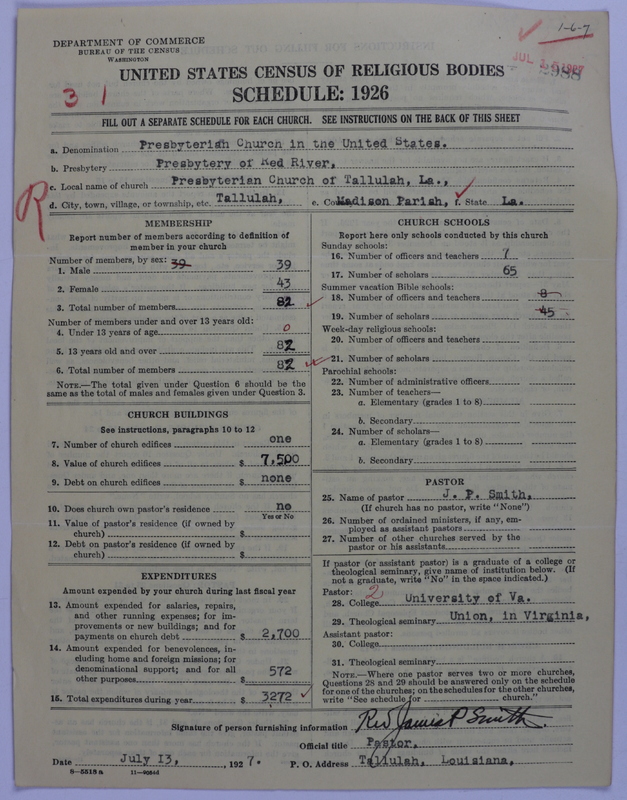 1-6-7
DEPARTMENT OF COMMERCE
BUREAU OF THE CENSUS
WASHINGTON
JUL 1 1927
2988
UNITED STATES CENSUS OF RELIGIOUS BODIES
3 1
SCHEDULE: 1926
FILL OUT A SEPARATE SCHEDULE FOR EACH CHURCH. SEE INSTRUCTIONS ON THE BACK OF THIS SHEET
a. Denomination Presbyterian Church in the United States.
b. Presbytery Presbytery of Red River,
c. Local name of church Presbyterian Church of Tallulah, La.,
R
d. City, town, village, or township, etc. Tallulah, e. County Madison Parish, f. State La.
MEMBERSHIP
Report number of members according to definition of member in your church
Number of members, by sex: 39
1. Male 39
2. Female 43
3. Total number of members 82
Number of members under and over 13 years old:
4. Under 13 years of age 0
5. 13 years old and over 82
6. Total number of members 82
NOTE.—The total given under Question 6 should be the
same as the total of males and females given under Question 3.
CHURCH BUILDINGS
See instructions, paragraphs 10 to 12
7. Number of church edifices one
8. Value of church edifices $ 7,500
9. Debt on church edifices $ none
10. Does church own pastor's residence no
Yes or No
11. Value of pastor's residence (if owned by
church) $
12. Debt on pastor's residence (if owned by
church) $
EXPENDITURES
Amount expended by your church during last fiscal year
13. Amount expended for salaries, repairs,
and other running expenses; for im-
provements or new buildings; and for
payments on church debt $ 2,700
14. Amount expended for benevolences, in-
cluding home and foreign missions; for
denominational support; and for all
other purposes $ 572
15. Total expenditures during year $ 3272
CHURCH SCHOOLS
Report here only schools conducted by this church
Sunday schools:
16. Number of officers and teachers 7
17. Number of scholars 65
Summer vacation Bible schools:
18. Number of officers and teachers 8
19. Number of scholars 45
Week-day religious schools:
20. Number of officers and teachers
21. Number of scholars
Parochial schools:
22. Number of administrative officers
23. Number of teachers—
a. Elementary (grades 1 to 8)
b. Secondary
24. Number of scholars—
a. Elementary (grades 1 to 8)
b. Secondary
PASTOR
25. Name of pastor J. P. Smith,
(If church has no pastor, write "None")
26. Number of ordained ministers, if any, em-
ployed as assistant pastors
27. Number of other churches served by the
pastor or his assistants
If pastor (or assistant pastor) is a graduate of a college or
theological seminary, give name of institution below. (If
not a graduate, write "No" in the space indicated.)
Pastor: 2
28. College University of Va.
29. Theological seminary Union, in Virginia,
Assistant pastor:
30. College
31. Theological seminary
NOTE.—Where one pastor serves two or more churches,
Questions 28 and 29 should be answered only on the schedule
for one of the churches; on the schedules for the other churches,
write "See schedule for church."
Signature of person furnishing information Rev James P Smith.
Official title Pastor.
Date July 13, 1927. P. O. Address Tallulah, Louisiana,
8-5518a 11-9054d